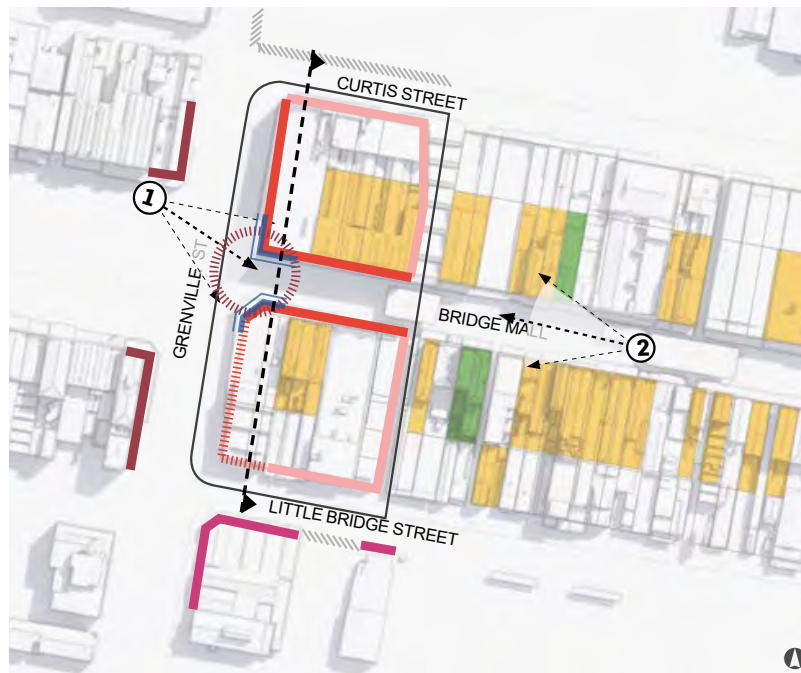 CURTIS STREET
1
GRENVILLE ST
BRIDGE MALL
2
LITTLE BRIDGE STREET